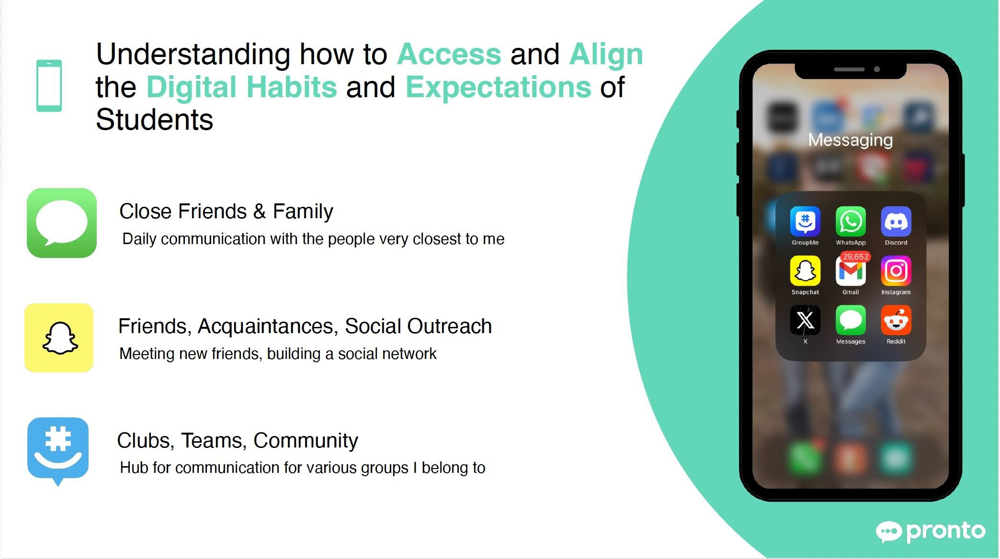 Understanding how to Access and Align
the Digital Habits and Expectations of
Students
Close Friends & Family
Daily communication with the people very closest to me
Friends, Acquaintances, Social Outreach
Meeting new friends, building a social network
#
Clubs, Teams, Community
Hub for communication for various groups I belong to
Messaging
#
GroupMe WhatsApp Discord
29,652
Snapchat Gmail Instagram
X Messages Reddit
pronto